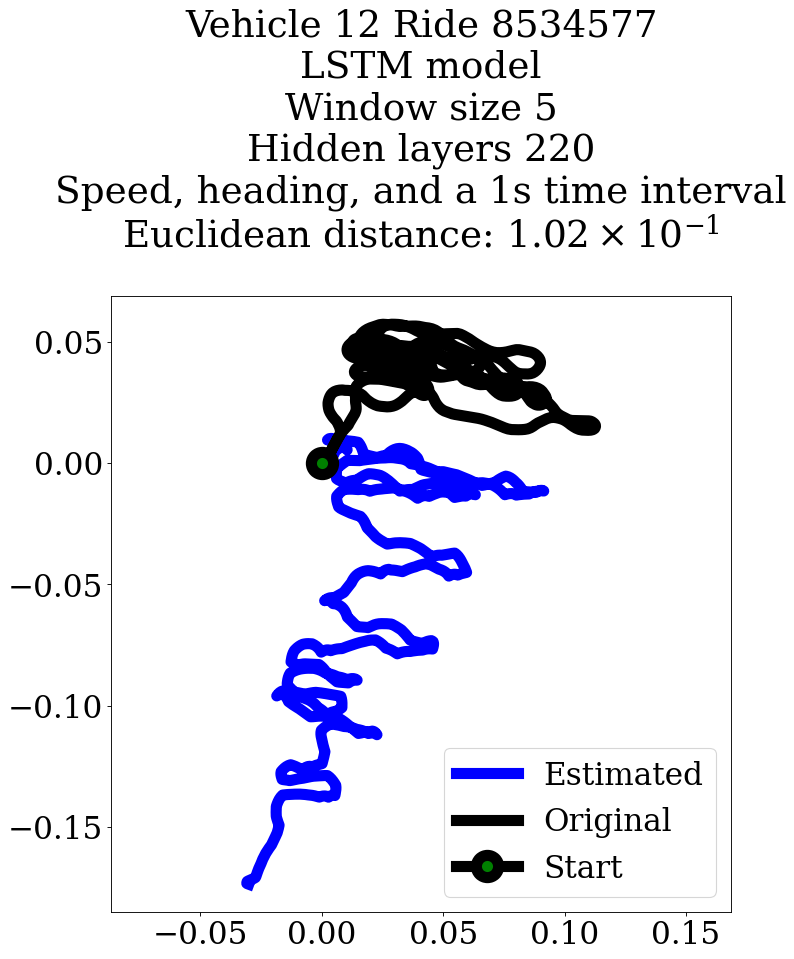 Vehicle 12 Ride 8534577
LSTM model
Window size 5
Hidden layers 220
Speed, heading, and a 1s time interval
Euclidean distance: 1.02 × 10⁻¹
0.05
0.00
−0.05
−0.10
−0.15
Estimated
Original
Start
−0.05 0.00 0.05 0.10 0.15